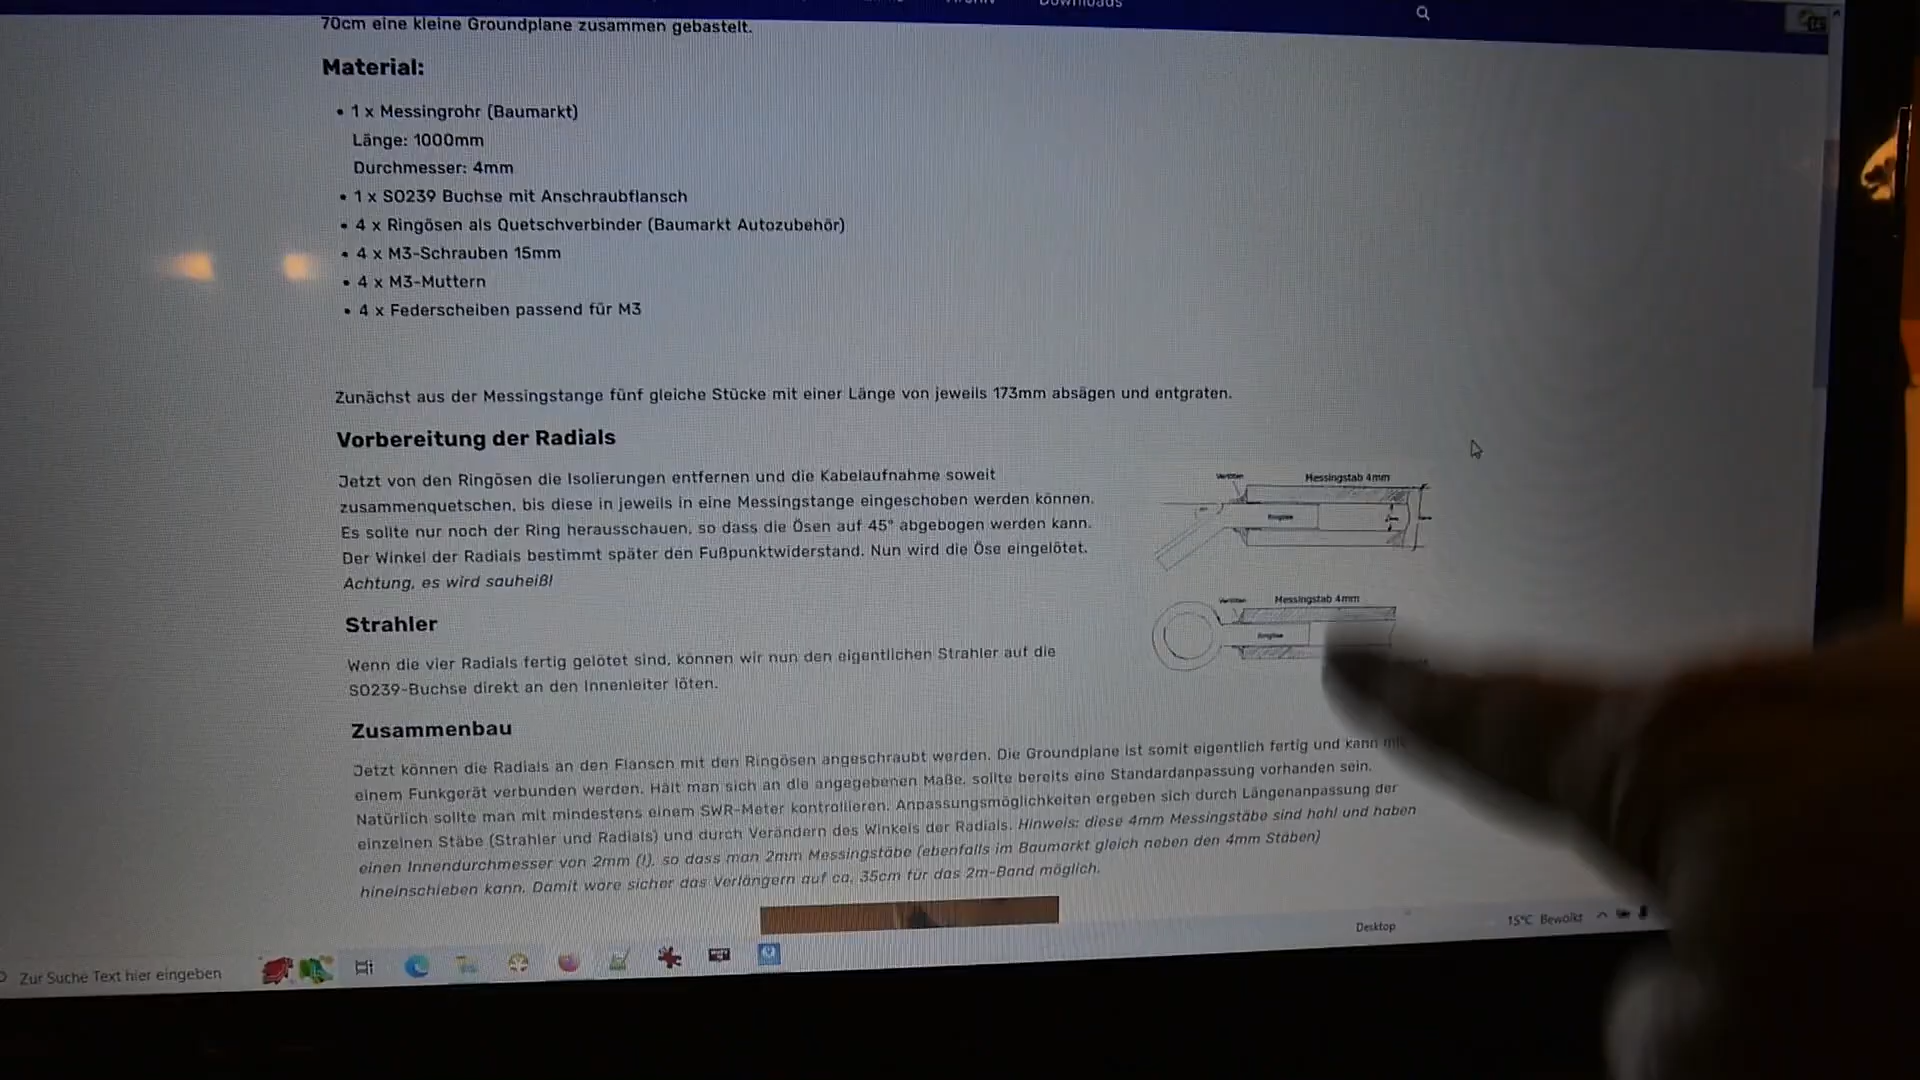 Downloads
70cm eine kleine Groundplane zusammen gebastelt.
Material:
• 1 x Messingrohr (Baumarkt)
Länge: 1000mm
Durchmesser: 4mm
• 1 x SO239 Buchse mit Anschraubflansch
• 4 x Ringösen als Quetschverbinder (Baumarkt Autozubehör)
• 4 x M3-Schrauben 15mm
• 4 x M3-Muttern
• 4 x Federscheiben passend für M3
Zunächst aus der Messingstange fünf gleiche Stücke mit einer Länge von jeweils 173mm absägen und entgraten.
Vorbereitung der Radials
Jetzt von den Ringösen die Isolierungen entfernen und die Kabelaufnahme soweit
zusammenquetschen, bis diese in jeweils in eine Messingstange eingeschoben werden können.
Es sollte nur noch der Ring herausschauen, so dass die Ösen auf 45° abgebogen werden kann.
Der Winkel der Radials bestimmt später den Fußpunktwiderstand. Nun wird die Öse eingelötet.
Achtung, es wird sauheiß!
Messingstab 4mm
Ringöse
Messingstab 4mm
Ringöse
Strahler
Wenn die vier Radials fertig gelötet sind, können wir nun den eigentlichen Strahler auf die
SO239-Buchse direkt an den Innenleiter löten.
Zusammenbau
Jetzt können die Radials an den Flansch mit den Ringösen angeschraubt werden. Die Groundplane ist somit eigentlich fertig und kann
einem Funkgerät verbunden werden. Hält man sich an die angegebenen Maße, sollte bereits eine Standardanpassung vorhanden sein.
Natürlich sollte man mit mindestens einem SWR-Meter kontrollieren. Anpassungsmöglichkeiten ergeben sich durch Längenanpassung der
einzelnen Stäbe (Strahler und Radials) und durch Verändern des Winkels der Radials. Hinweis: diese 4mm Messingstäbe sind hohl und haben
einen Innendurchmesser von 2mm (!), so dass man 2mm Messingstäbe (ebenfalls im Baumarkt gleich neben den 4mm Stäben)
hineinschieben kann. Damit wäre sicher das Verlängern auf ca. 35cm für das 2m-Band möglich.
Desktop
15°C Bewölkt
Zur Suche Text hier eingeben